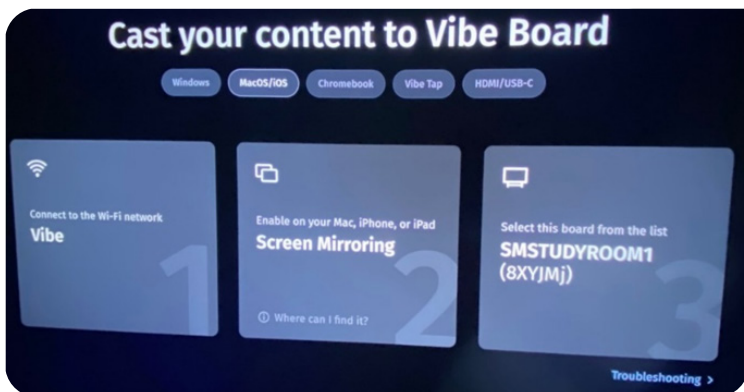 Cast your content to Vibe Board
Windows
MacOS/iOS
Chromebook
Vibe Tap
HDMI/USB-C
Connect to the Wi-Fi network
Vibe
1
Enable on your Mac, iPhone, or iPad
Screen Mirroring
Where can I find it?
2
Select this board from the list
SMSTUDYROOM1
(8XYJMj)
3
Troubleshooting >